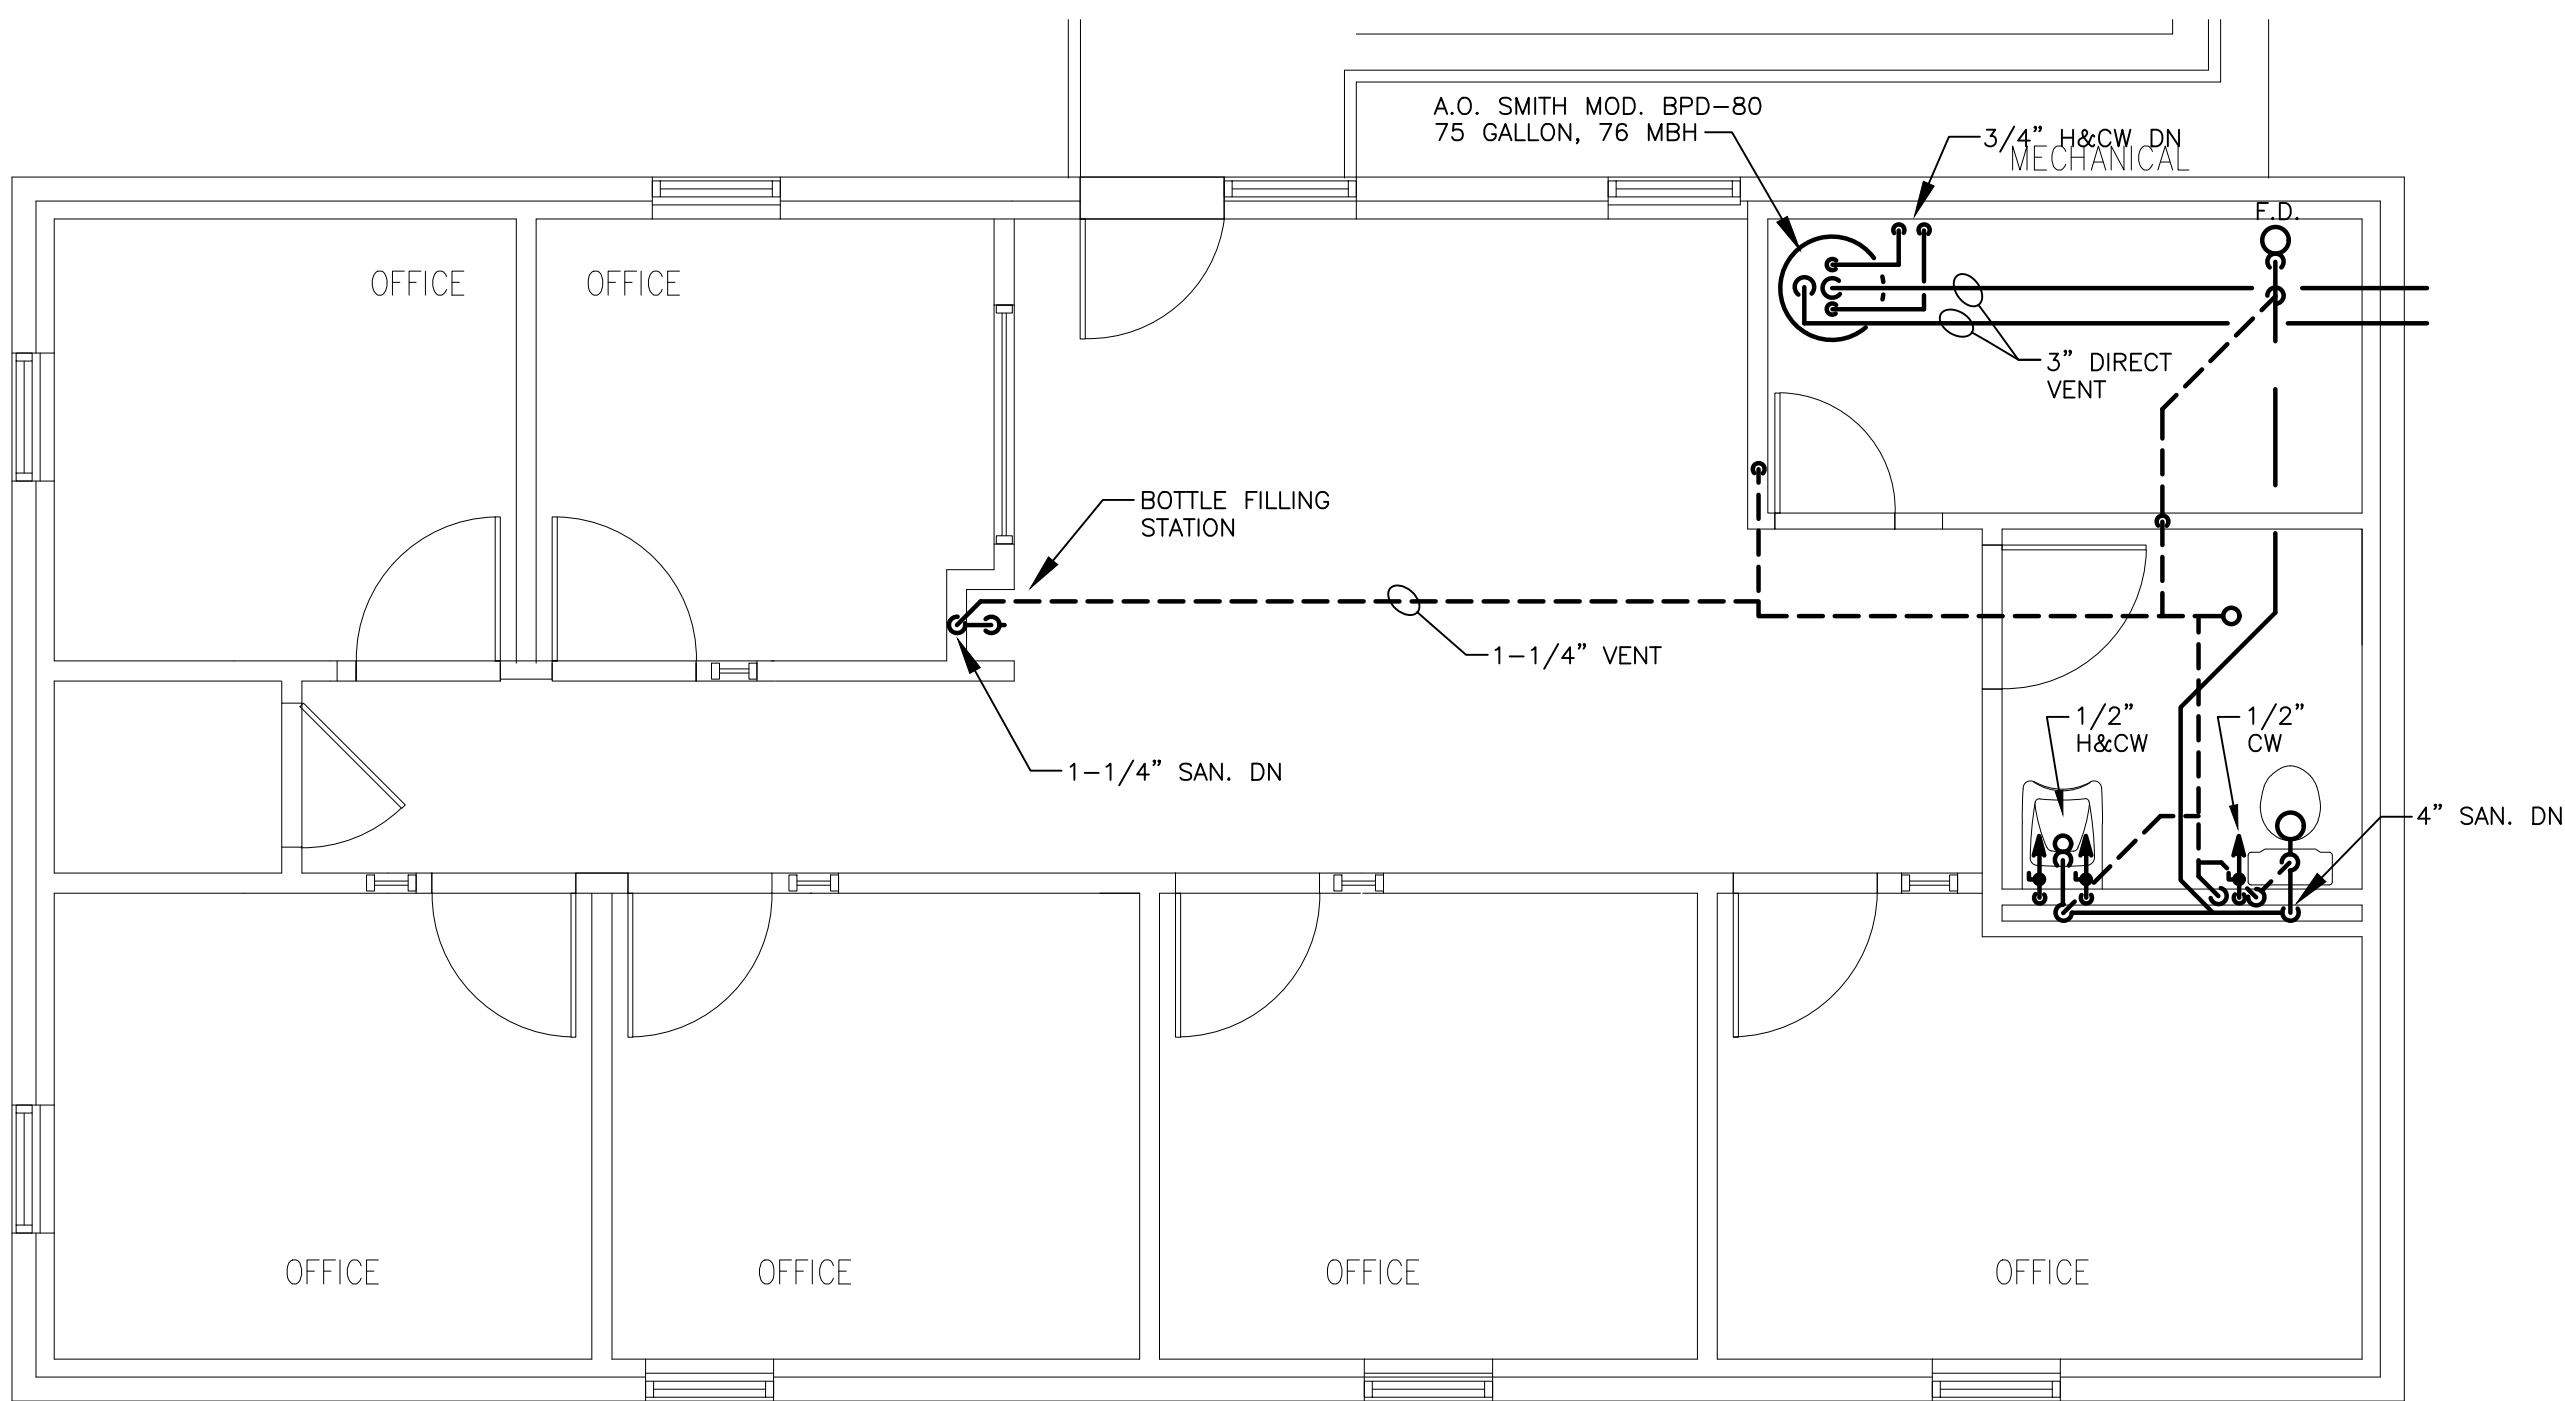 A.O. SMITH MOD. BPD-80
75 GALLON, 76 MBH
3/4" H&CW DN
MECHANICAL
F.D.
OFFICE
OFFICE
3" DIRECT
VENT
BOTTLE FILLING
STATION
1-1/4" VENT
1/2"
H&CW
1/2"
CW
1-1/4" SAN. DN
4" SAN. DN
OFFICE
OFFICE
OFFICE
OFFICE